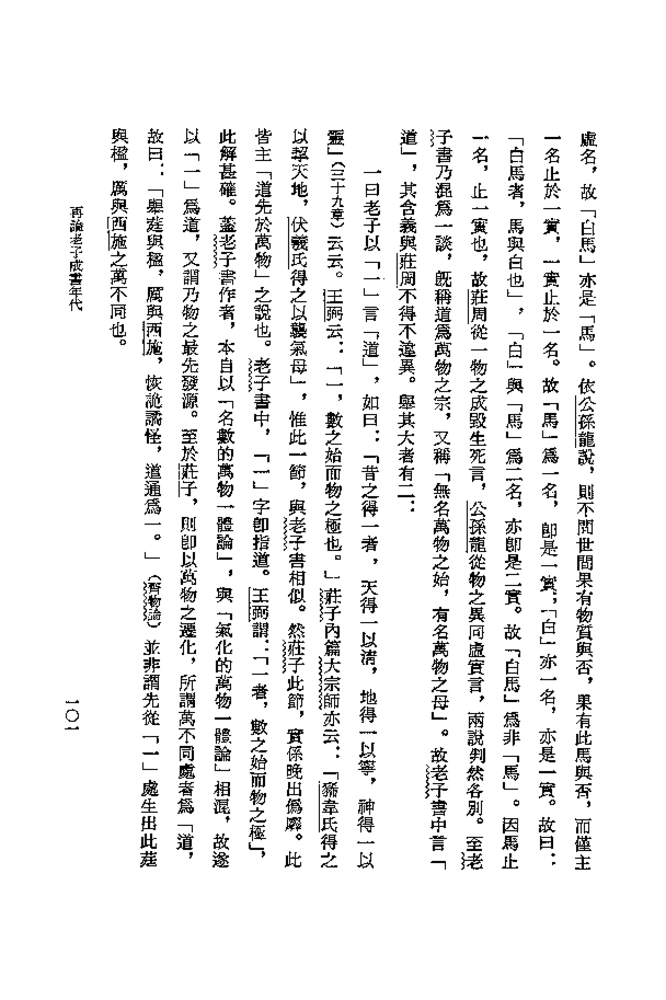 虛名，故「白馬」亦是「馬」。依公孫龍說，則不問世間果有物質與否，果有此馬與否，而僅主
一名止於一實，一實止於一名。故「馬」爲一名，卽是一實；「白」亦一名，亦是一實。故曰：
「白馬者，馬與白也」，「白」與「馬」爲二名，亦卽是二實。故「白馬」爲非「馬」。因馬止
一名，止一實也，故莊周從一物之成毀生死言，公孫龍從物之異同虛實言，兩說判然各別。至老
子書乃混爲一談，旣稱道爲萬物之宗，又稱「無名萬物之始，有名萬物之母」。故老子書中言「
道」，其含義與莊周不得不違異。舉其大者有二：
一曰老子以「一」言「道」，如曰：「昔之得一者，天得一以清，地得一以寧，神得一以
靈」（三十九章）云云。王弼云：「一，數之始而物之極也。」莊子內篇大宗師亦云：「豨韋氏得之
以挈天地，伏羲氏得之以襲氣母」，惟此一節，與老子書相似。然莊子此節，實係晚出僞羼。此
皆主「道先於萬物」之說也。老子書中，「一」字卽指道。王弼謂：「一者，數之始而物之極」，
此解甚確。蓋老子書作者，本自以「名數的萬物一體論」，與「氣化的萬物一體論」相混，故遂
以「一」爲道，又謂乃物之最先發源。至於莊子，則卽以萬物之遷化，所謂萬不同處者爲「道，
故曰：「舉莛與楹，厲與西施，恢詭譎怪，道通爲一。」（齊物論）並非謂先從「一」處生出此莛
與楹，厲與西施之萬不同也。
再論老子成書年代
一〇一